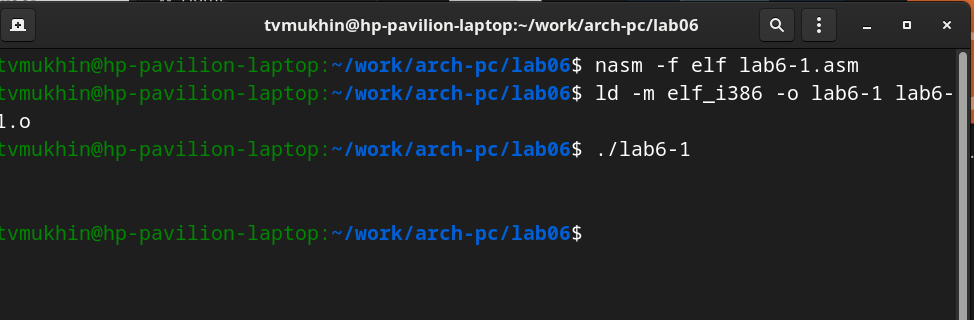 tvmukhin@hp-pavilion-laptop:~/work/arch-pc/lab06
tvmukhin@hp-pavilion-laptop:~/work/arch-pc/lab06$ nasm -f elf lab6-1.asm
tvmukhin@hp-pavilion-laptop:~/work/arch-pc/lab06$ ld -m elf_i386 -o lab6-1 lab6-
1.o
tvmukhin@hp-pavilion-laptop:~/work/arch-pc/lab06$ ./lab6-1
tvmukhin@hp-pavilion-laptop:~/work/arch-pc/lab06$